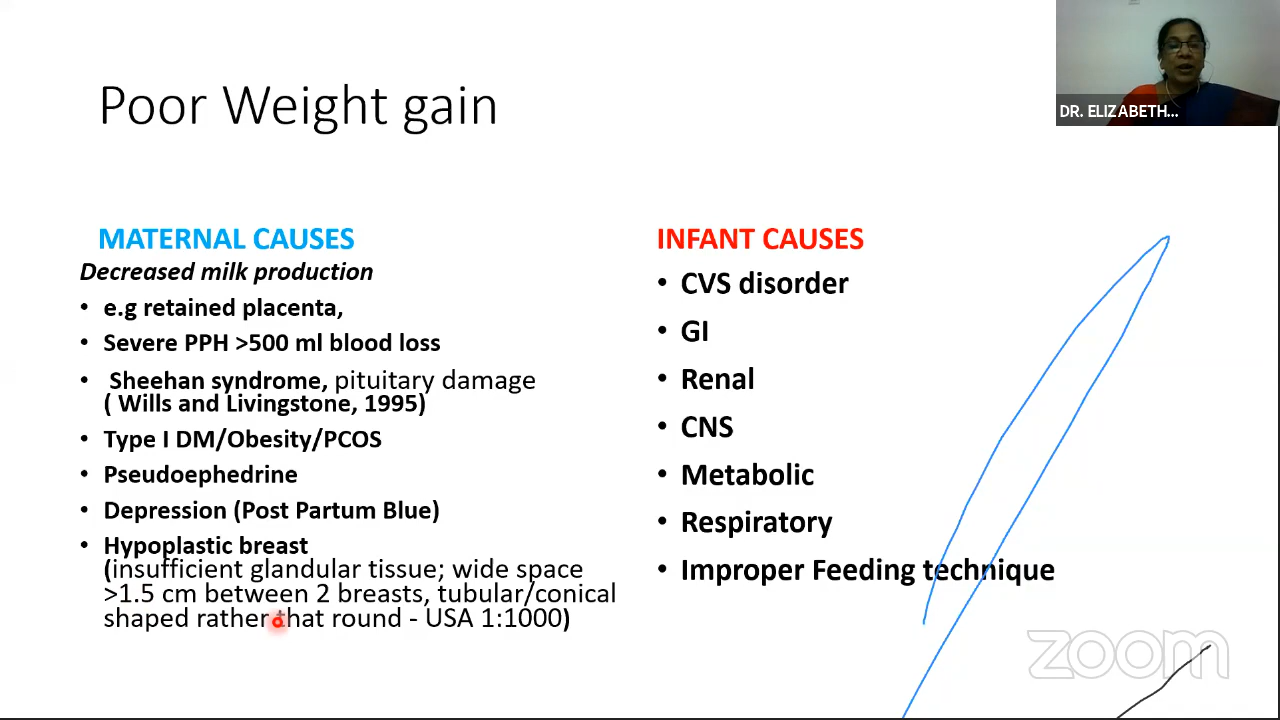 Poor Weight gain
DR. ELIZABETH...
MATERNAL CAUSES
Decreased milk production
• e.g retained placenta,
• Severe PPH >500 ml blood loss
• Sheehan syndrome, pituitary damage
( Wills and Livingstone, 1995)
• Type I DM/Obesity/PCOS
• Pseudoephedrine
• Depression (Post Partum Blue)
• Hypoplastic breast
(insufficient glandular tissue; wide space
>1.5 cm between 2 breasts, tubular/conical
shaped rather that round - USA 1:1000)
INFANT CAUSES
• CVS disorder
• GI
• Renal
• CNS
• Metabolic
• Respiratory
• Improper Feeding technique
zoom